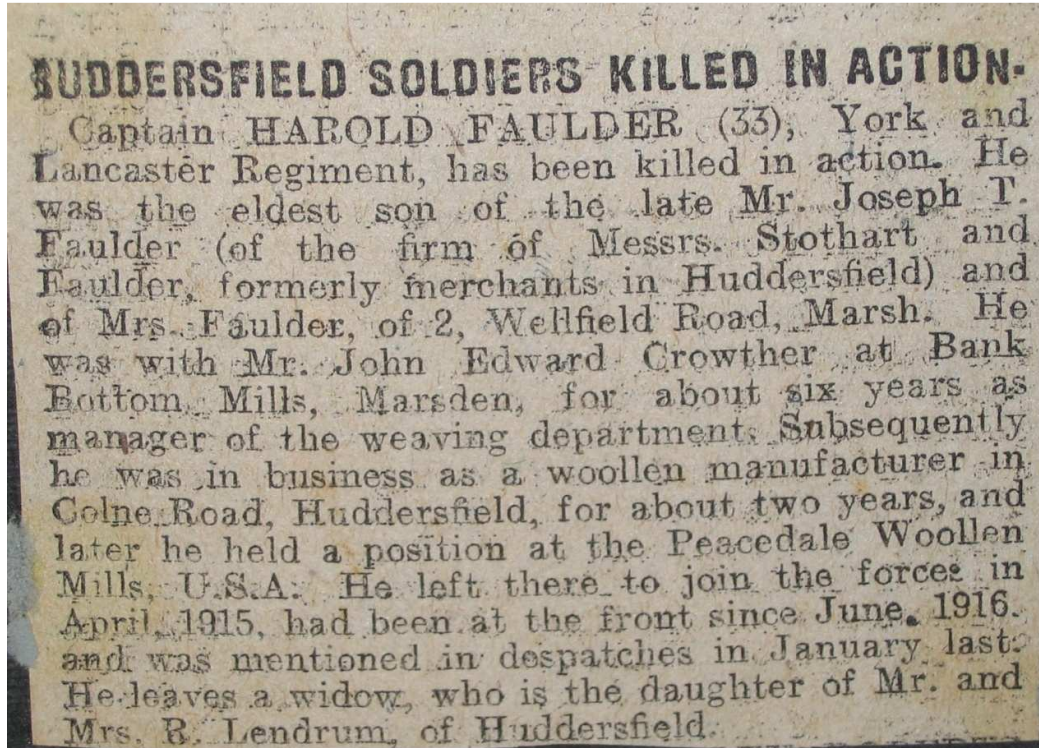 HUDDERSFIELD SOLDIERS KILLED IN ACTION.
Captain HAROLD FAULDER (33), York and
Lancaster Regiment, has been killed in action. He
was the eldest son of the late Mr. Joseph T.
Faulder (of the firm of Messrs. Stothart and
Faulder, formerly merchants in Huddersfield) and
of Mrs. Faulder, of 2, Wellfield Road, Marsh. He
was with Mr. John Edward Crowther at Bank
Bottom Mills, Marsden, for about six years as
manager of the weaving department. Subsequently
he was in business as a woollen manufacturer in
Colne Road, Huddersfield, for about two years, and
later he held a position at the Peacedale Woollen
Mills, U.S.A. He left there to join the forces in
April, 1915, had been at the front since June, 1916,
and was mentioned in despatches in January last.
He leaves a widow, who is the daughter of Mr. and
Mrs. R. Lendrum, of Huddersfield.